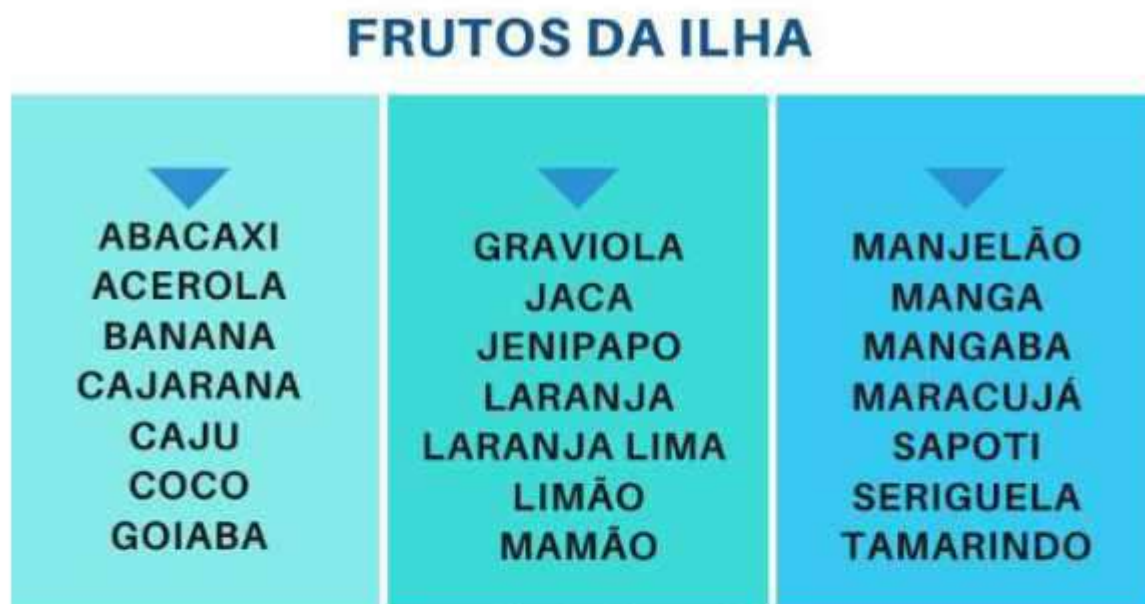 FRUTOS DA ILHA
ABACAXI
ACEROLA
BANANA
CAJARANA
CAJU
COCO
GOIABA
GRAVIOLA
JACA
JENIPAPO
LARANJA
LARANJA LIMA
LIMÃO
MAMÃO
MANJELÃO
MANGA
MANGABA
MARACUJÁ
SAPOTI
SERIGUELA
TAMARINDO